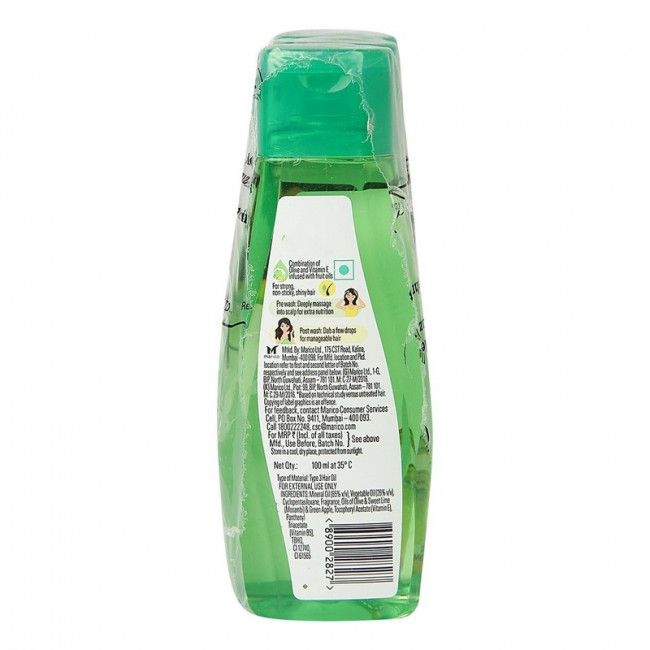 Combination of
Olive and Vitamin E
infused with fruit oils
For strong,
non-sticky, shiny hair
Pre wash: Deeply massage
into scalp for extra nutrition
Post wash: Dab a few drops
for manageable hair
marico
Mfd. By: Marico Ltd., 175 CST Road, Kalina,
Mumbai-400 098. For Mfd. location and Pkd.
location refer to first and second letter of Batch No.
respectively and see address panel below. (G) Marico Ltd., 1-G,
BIP, North Guwahati, Assam - 781 101. M: C-27-M/2016.
(K) Marico Ltd., Plot 99, BIP, North Guwahati, Assam - 781 101,
M: C 29-M/2016. *Based on technical study versus untreated hair.
Copying of label graphics is an offence.
For feedback, contact Marico Consumer Services
Cell, PO Box No. 9411, Mumbai - 400 093.
Call 1800222248, csc@marico.com
For MRP ₹ (Incl. of all taxes)
Mfd., Use Before, Batch No. } See above
Store in a cool, dry place, protected from sunlight.
Net Qty.: 100 ml at 35° C
Type of Material: Type 3 Hair Oil
FOR EXTERNAL USE ONLY
INGREDIENTS: Mineral Oil (65% v/v), Vegetable Oil (26% v/v),
Cyclopentasiloxane, Fragrance, Oils of Olive & Sweet Lime
(Mosambi) & Green Apple, Tocopheryl Acetate (Vitamin E),
Panthenyl
Triacetate
(Vitamin B5),
TBHQ,
CI 12740,
CI 61565
<8900 2827>